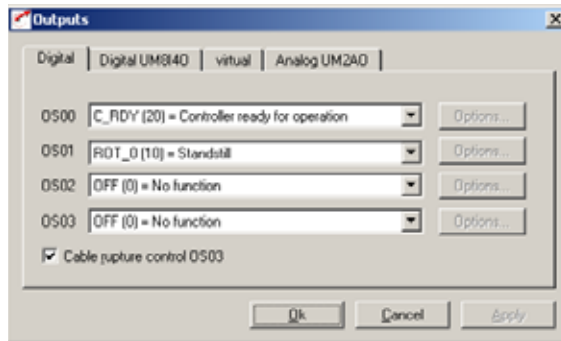 Outputs
Digital Digital UM8I4O virtual Analog UM2AO
OS00 C_RDY (20) = Controller ready for operation Options...
OS01 ROT_0 (10) = Standstill Options...
OS02 OFF (0) = No function Options...
OS03 OFF (0) = No function Options...
Cable rupture control OS03
Ok Cancel Apply